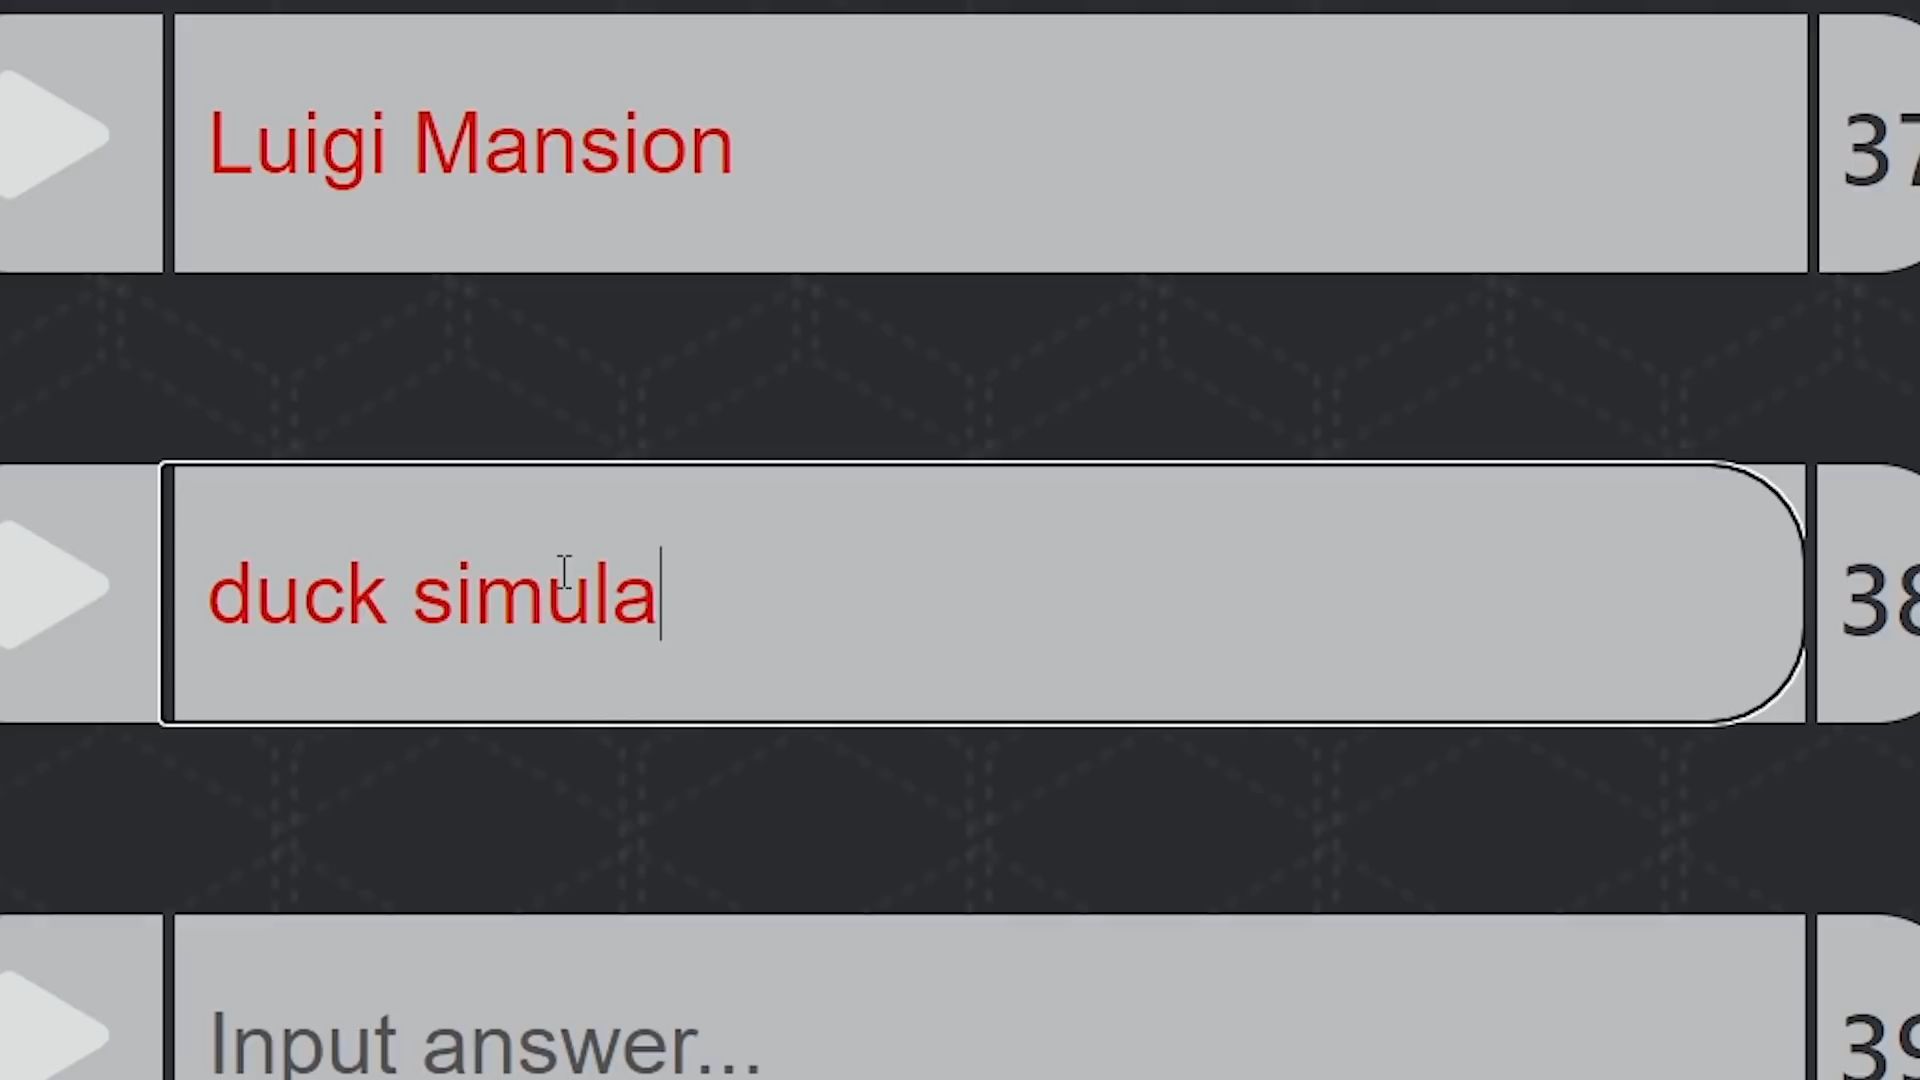 Luigi Mansion
37
duck simula
38
Input answer...
39